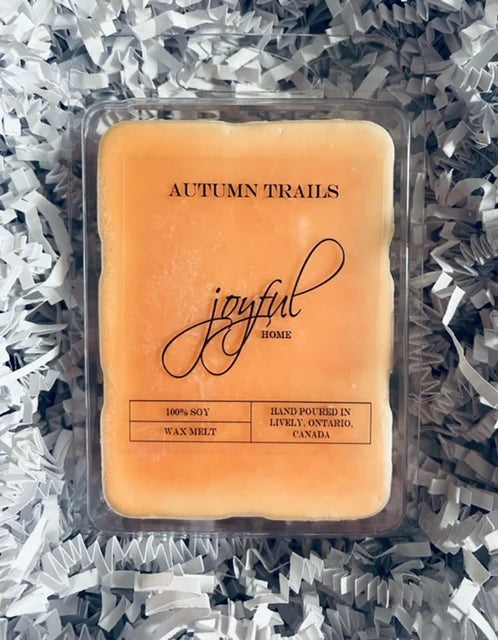 AUTUMN TRAILS
joyful
HOME
100% SOY
WAX MELT
HAND POURED IN
LIVELY, ONTARIO,
CANADA